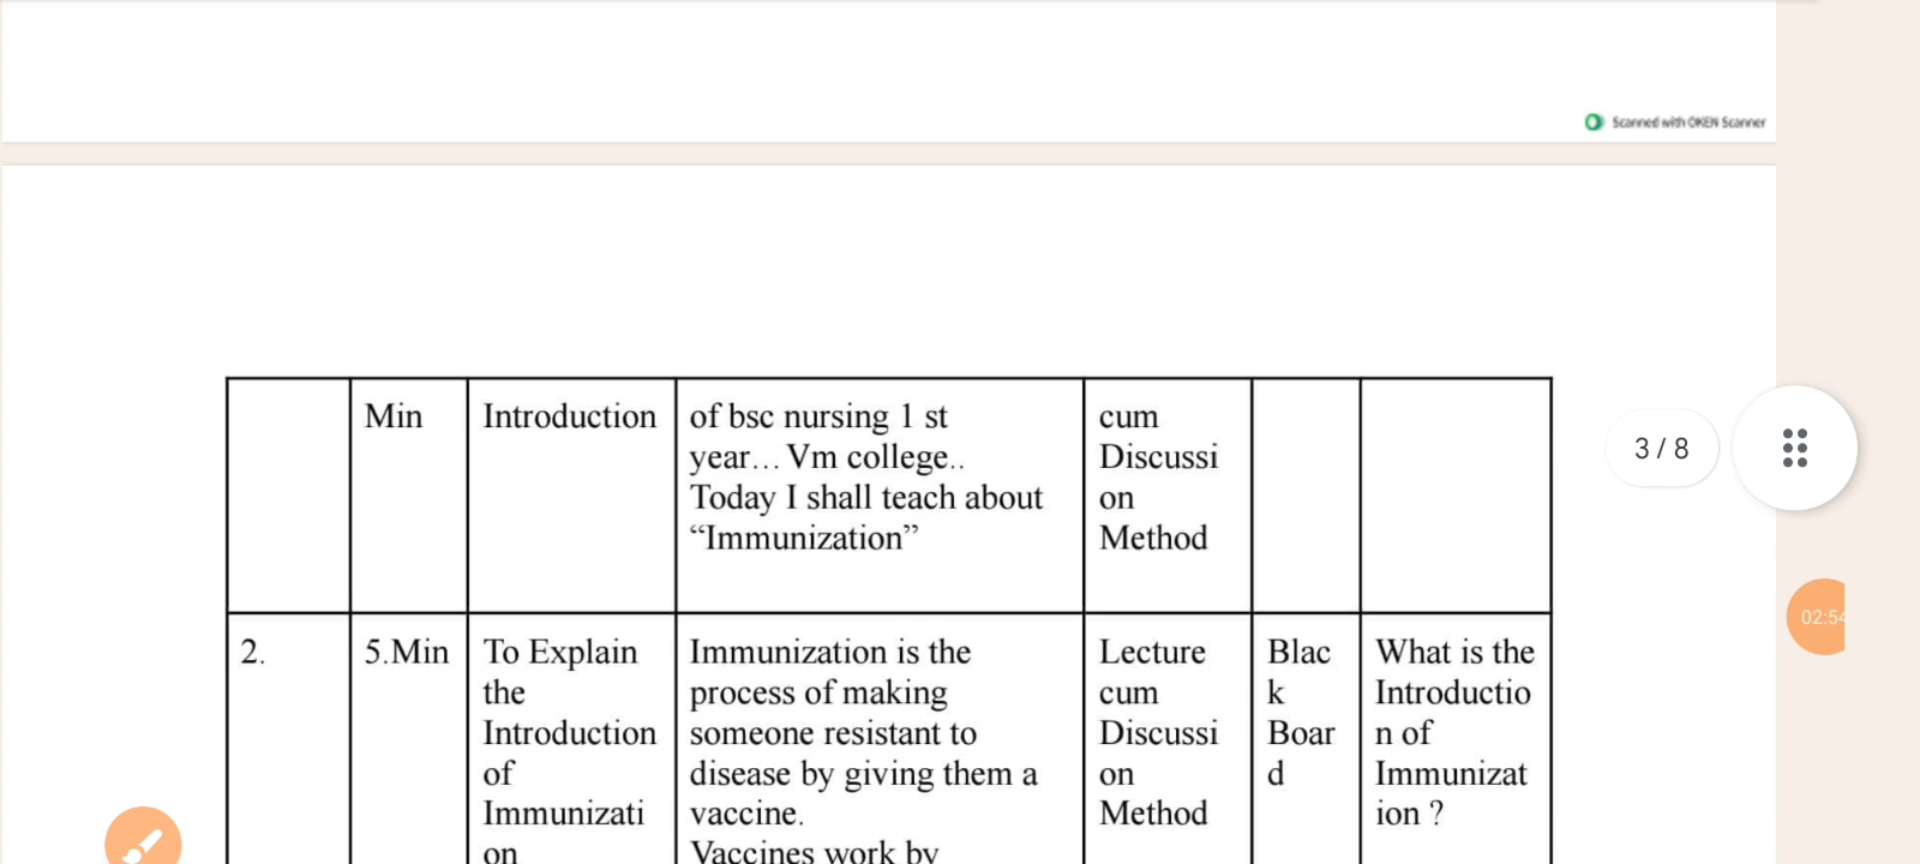 Scanned with OKEN Scanner
Min
Introduction
of bsc nursing 1 st
year... Vm college..
Today I shall teach about
“Immunization”
cum
Discussi
on
Method
3 / 8
02:54
2.
5.Min
To Explain
the
Introduction
of
Immunizati
on
Immunization is the
process of making
someone resistant to
disease by giving them a
vaccine.
Vaccines work by
Lecture
cum
Discussi
on
Method
Blac
k
Boar
d
What is the
Introductio
n of
Immunizat
ion ?